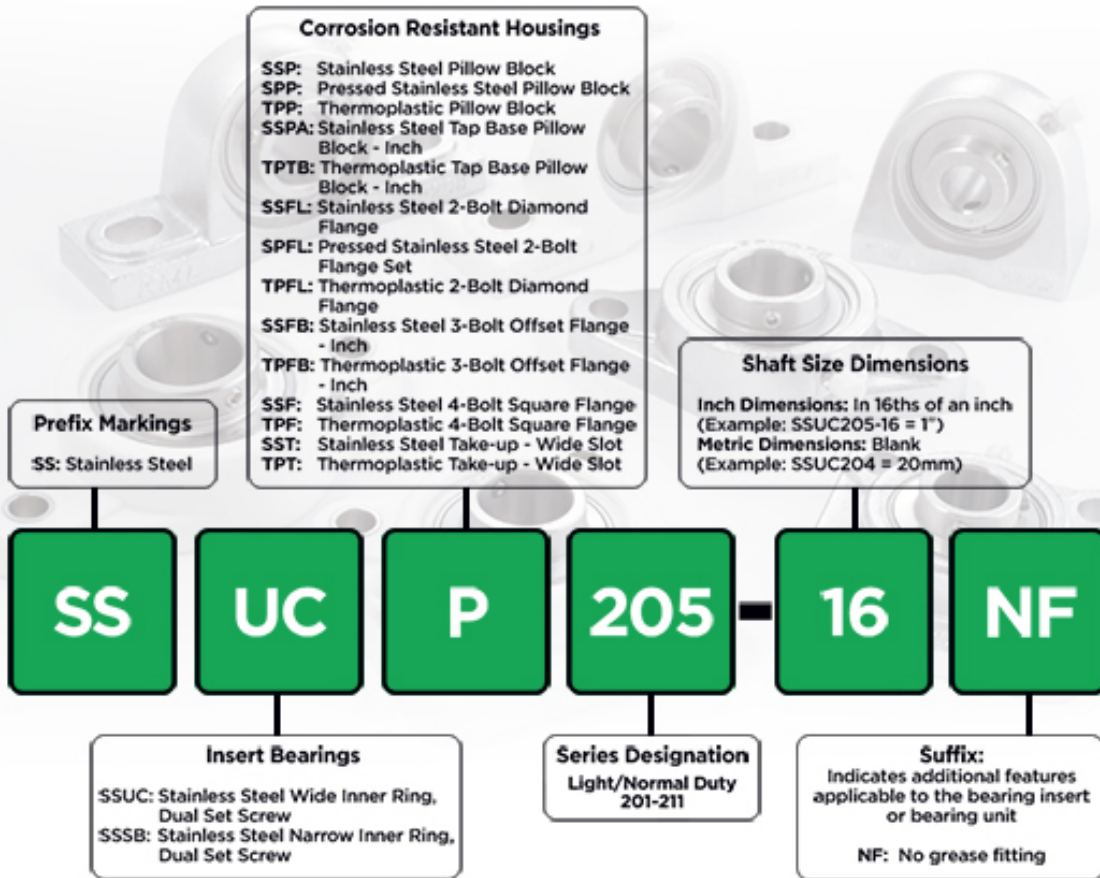 Corrosion Resistant Housings
SSP: Stainless Steel Pillow Block
SPP: Pressed Stainless Steel Pillow Block
TPP: Thermoplastic Pillow Block
SSPA: Stainless Steel Tap Base Pillow
Block - Inch
TPTB: Thermoplastic Tap Base Pillow
Block - Inch
SSFL: Stainless Steel 2-Bolt Diamond
Flange
SPFL: Pressed Stainless Steel 2-Bolt
Flange Set
TPFL: Thermoplastic 2-Bolt Diamond
Flange
SSFB: Stainless Steel 3-Bolt Offset Flange
- Inch
TPFB: Thermoplastic 3-Bolt Offset Flange
- Inch
SSF: Stainless Steel 4-Bolt Square Flange
TPF: Thermoplastic 4-Bolt Square Flange
SST: Stainless Steel Take-up - Wide Slot
TPT: Thermoplastic Take-up - Wide Slot
Prefix Markings
SS: Stainless Steel
Shaft Size Dimensions
Inch Dimensions: In 16ths of an inch
(Example: SSUC205-16 = 1")
Metric Dimensions: Blank
(Example: SSUC204 = 20mm)
SS UC P 205 - 16 NF
Insert Bearings
SSUC: Stainless Steel Wide Inner Ring,
Dual Set Screw
SSSB: Stainless Steel Narrow Inner Ring,
Dual Set Screw
Series Designation
Light/Normal Duty
201-211
Suffix:
Indicates additional features
applicable to the bearing insert
or bearing unit
NF: No grease fitting